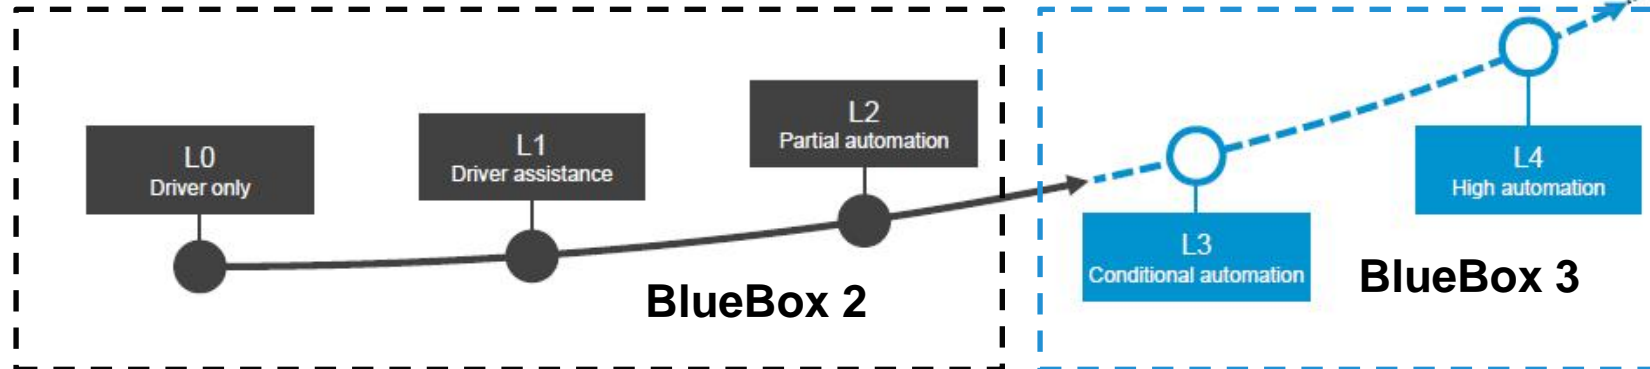 L0
Driver only
L1
Driver assistance
L2
Partial automation
BlueBox 2
L3
Conditional automation
L4
High automation
BlueBox 3